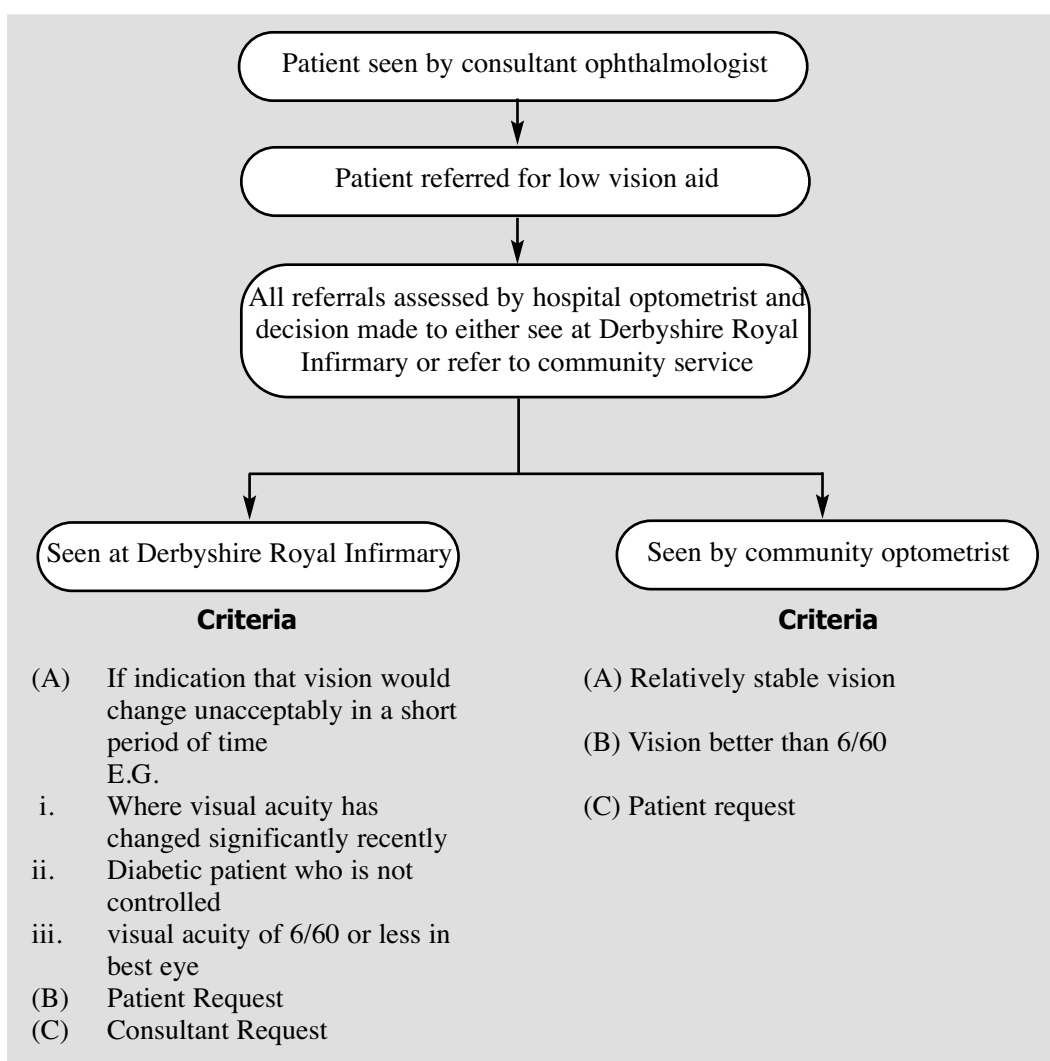 Patient seen by consultant ophthalmologist
Patient referred for low vision aid
All referrals assessed by hospital optometrist and
decision made to either see at Derbyshire Royal
Infirmary or refer to community service
Seen at Derbyshire Royal Infirmary
Criteria
(A) If indication that vision would
change unacceptably in a short
period of time
E.G.
i. Where visual acuity has
changed significantly recently
ii. Diabetic patient who is not
controlled
iii. visual acuity of 6/60 or less in
best eye
(B) Patient Request
(C) Consultant Request
Seen by community optometrist
Criteria
(A) Relatively stable vision
(B) Vision better than 6/60
(C) Patient request